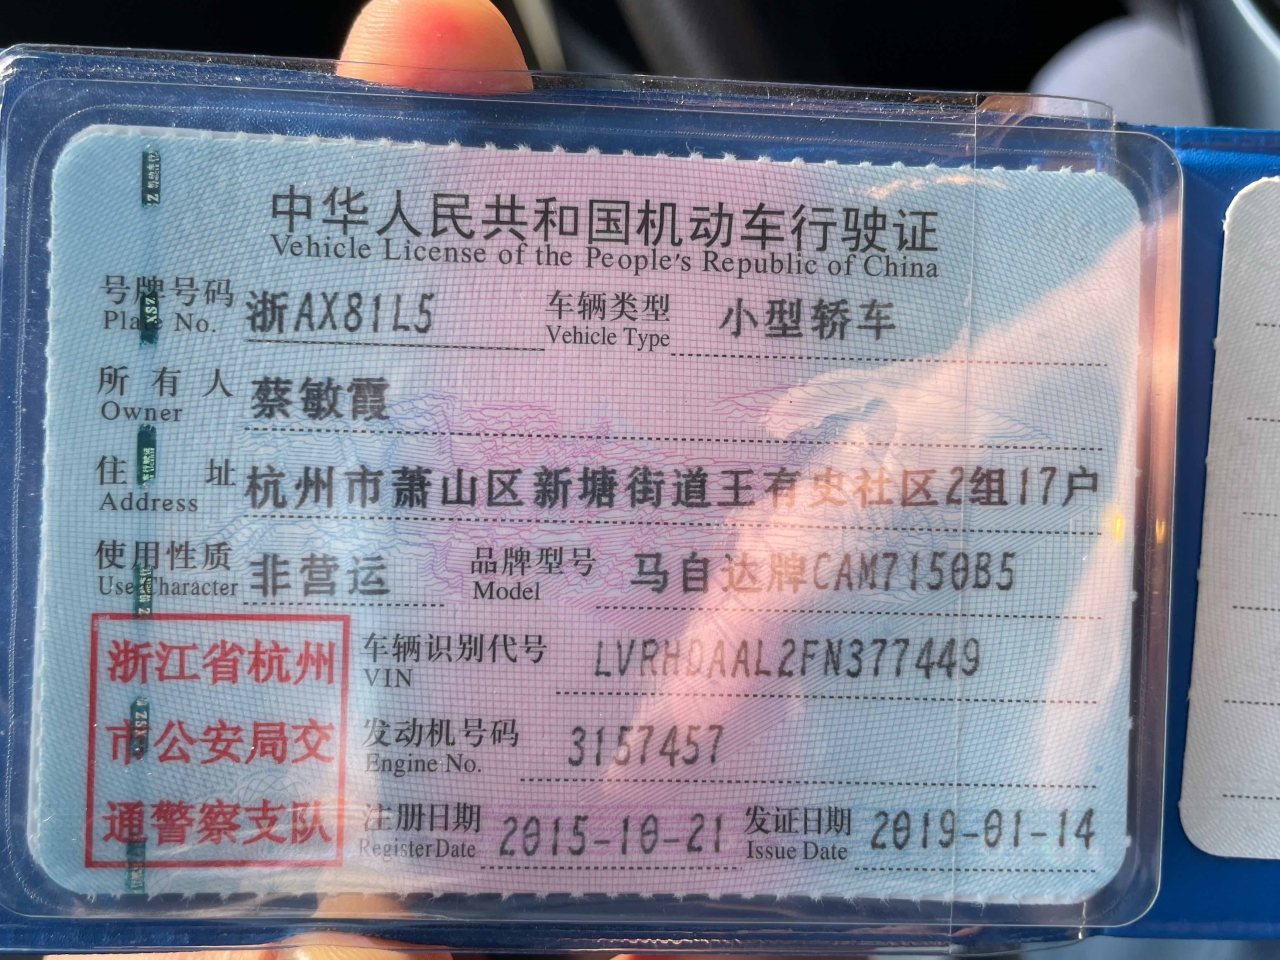 中华人民共和国机动车行驶证
Vehicle License of the People's Republic of China
号牌号码 浙AX81L5 车辆类型 小型轿车
Plate No. Vehicle Type
所有人 蔡敏霞
Owner
住址 杭州市萧山区新塘街道王有史社区2组17户
Address
使用性质 非营运 品牌型号 马自达牌CAM7150B5
Use Character Model
浙江省杭州
市公安局交
通警察支队
车辆识别代号 LVRHDAAL2FN377449
VIN
发动机号码 3157457
Engine No.
注册日期 2015-10-21 发证日期 2019-01-14
Register Date Issue Date